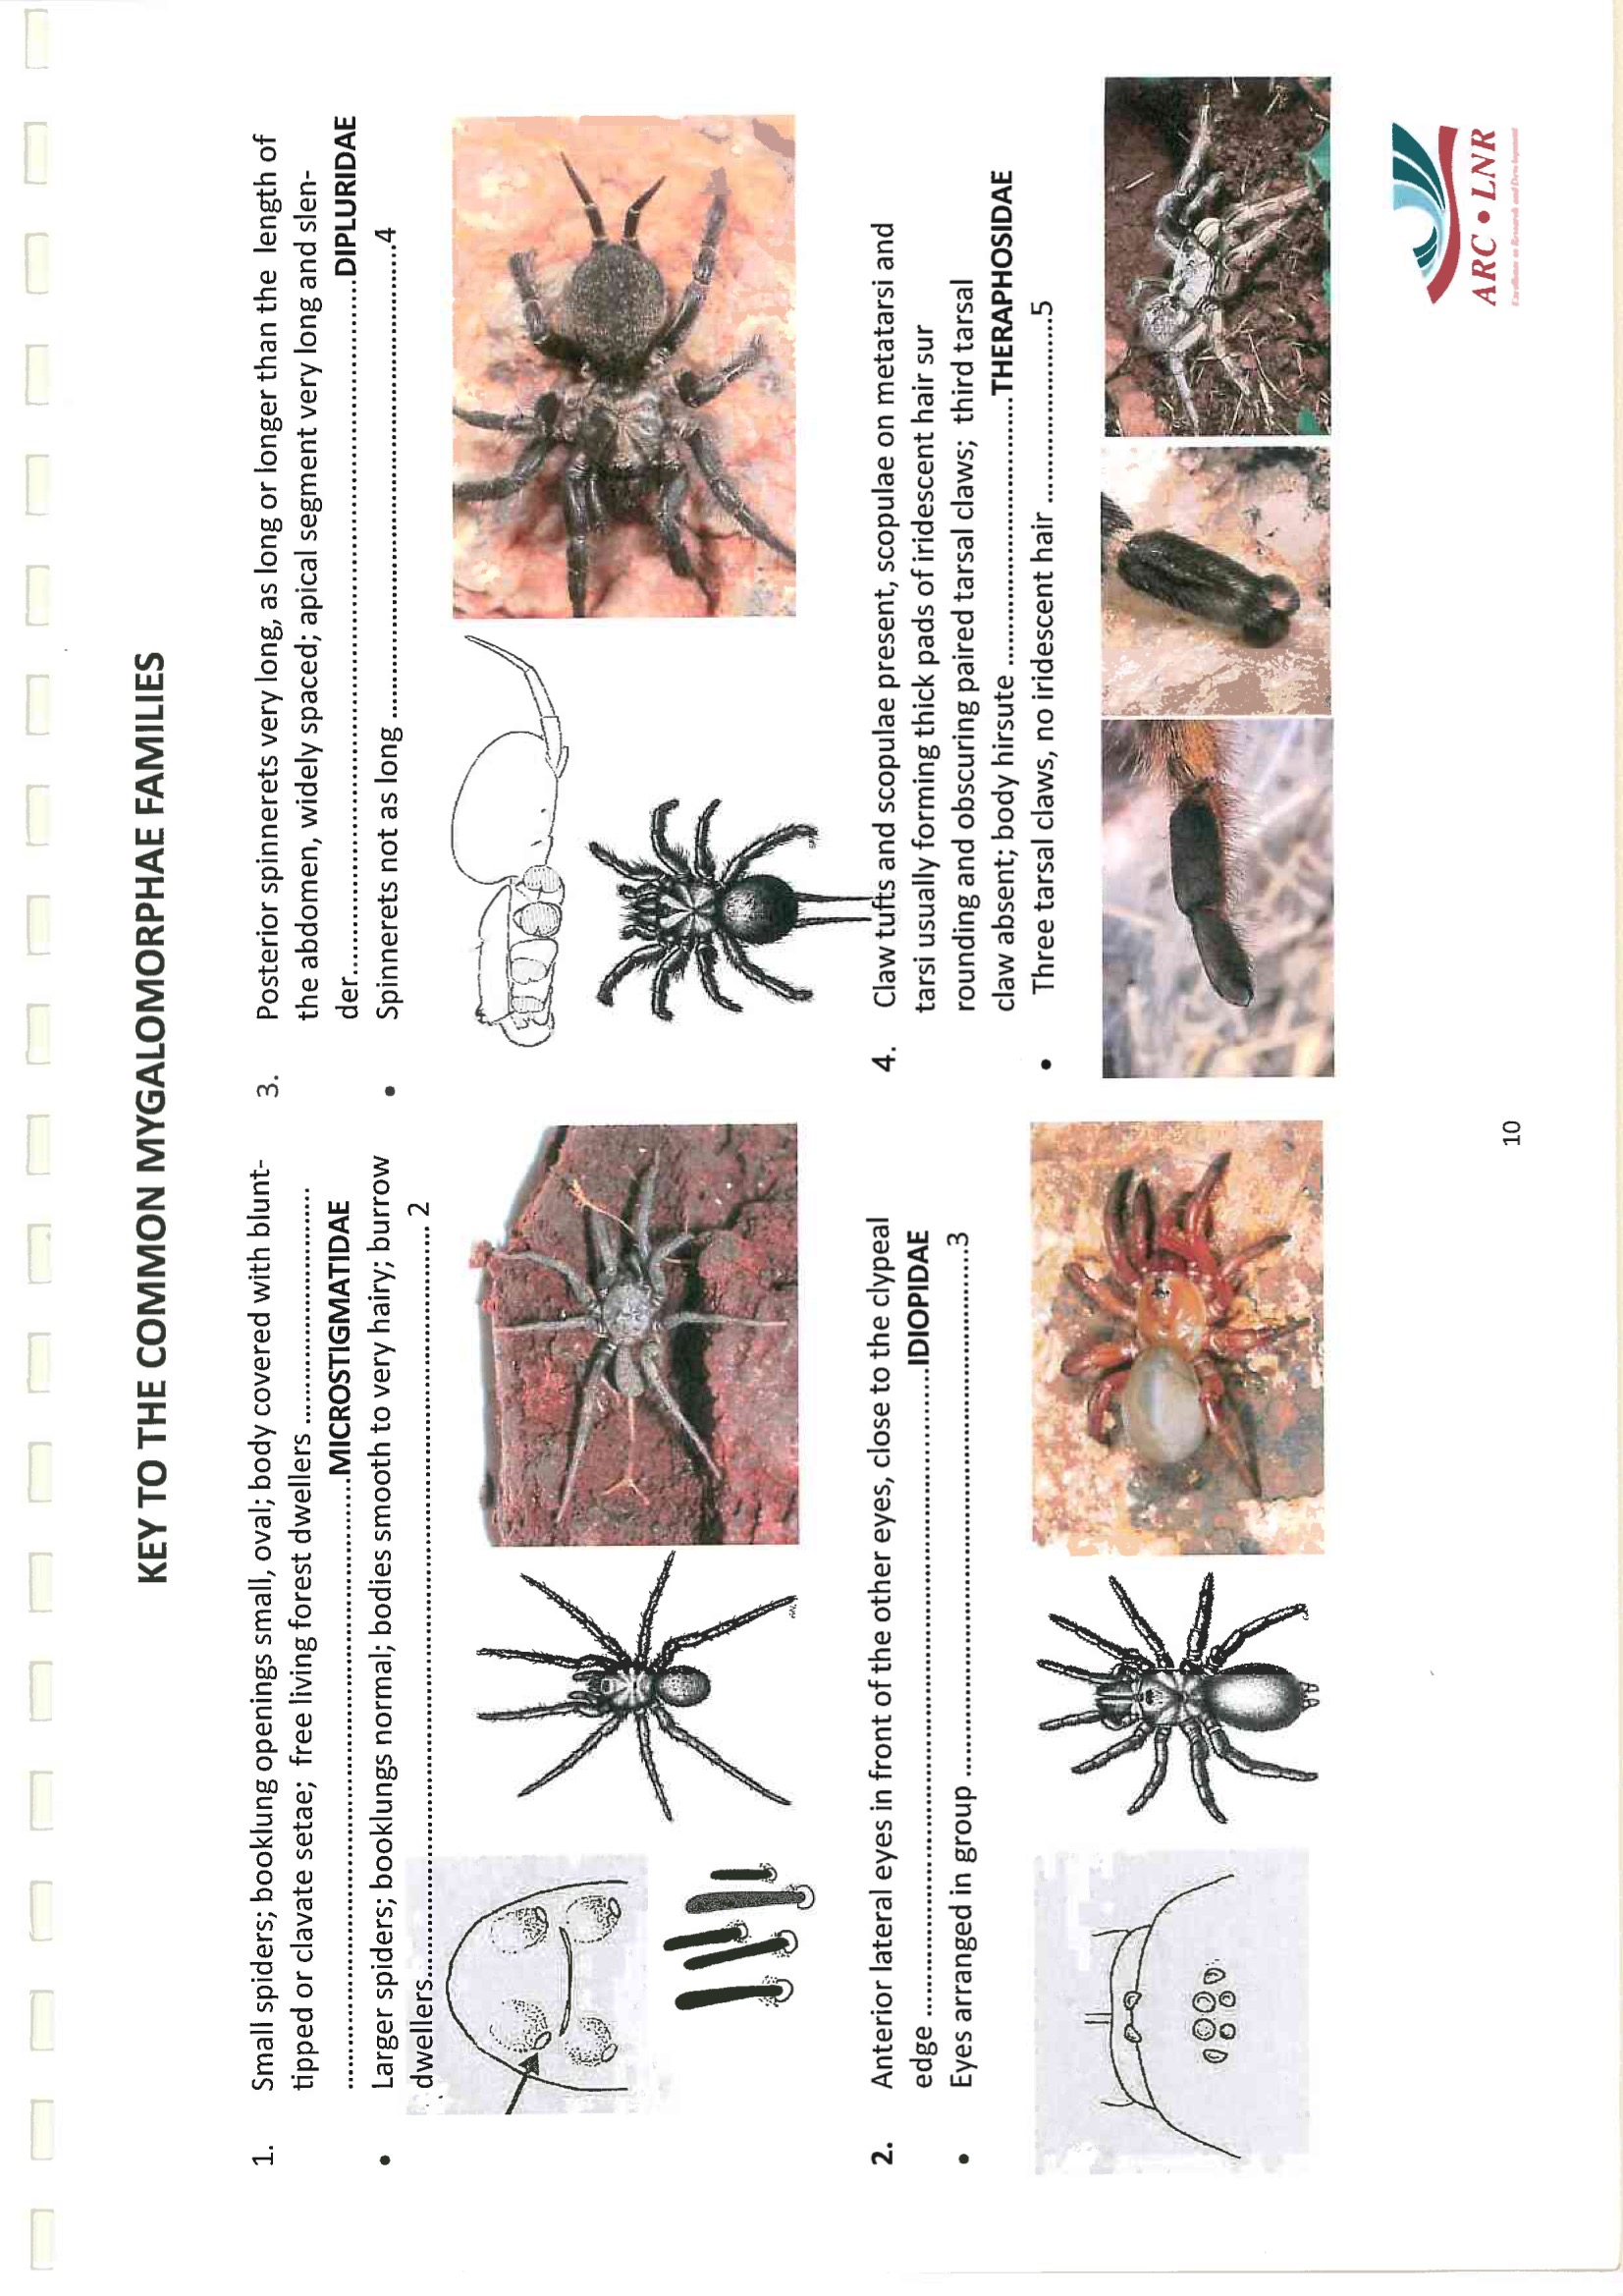 KEY TO THE COMMON MYGALOMORPHAE FAMILIES
1. Small spiders; booklung openings small, oval; body covered with blunt-
tipped or clavate setae; free living forest dwellers ........................
................................................................MICROSTIGMATIDAE
• Larger spiders; booklungs normal; bodies smooth to very hairy; burrow
dwellers........................................................................ 2
2. Anterior lateral eyes in front of the other eyes, close to the clypeal
edge ................................................................IDIOPIDAE
• Eyes arranged in group ........................................................3
3. Posterior spinnerets very long, as long or longer than the length of
the abdomen, widely spaced; apical segment very long and slen-
der................................................................DIPLURIDAE
• Spinnerets not as long ........................................................4
4. Claw tufts and scopulae present, scopulae on metatarsi and
tarsi usually forming thick pads of iridescent hair sur
rounding and obscuring paired tarsal claws; third tarsal
claw absent; body hirsute ................................THERAPHOSIDAE
• Three tarsal claws, no iridescent hair ........................5
10
ARC • LNR
Excellence in Research and Development